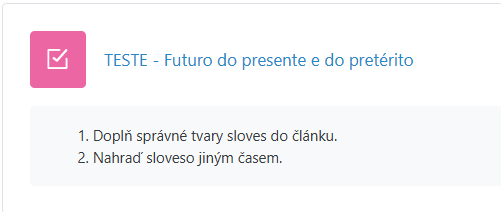 TESTE - Futuro do presente e do pretérito
1. Doplň správné tvary sloves do článku.
2. Nahraď sloveso jiným časem.